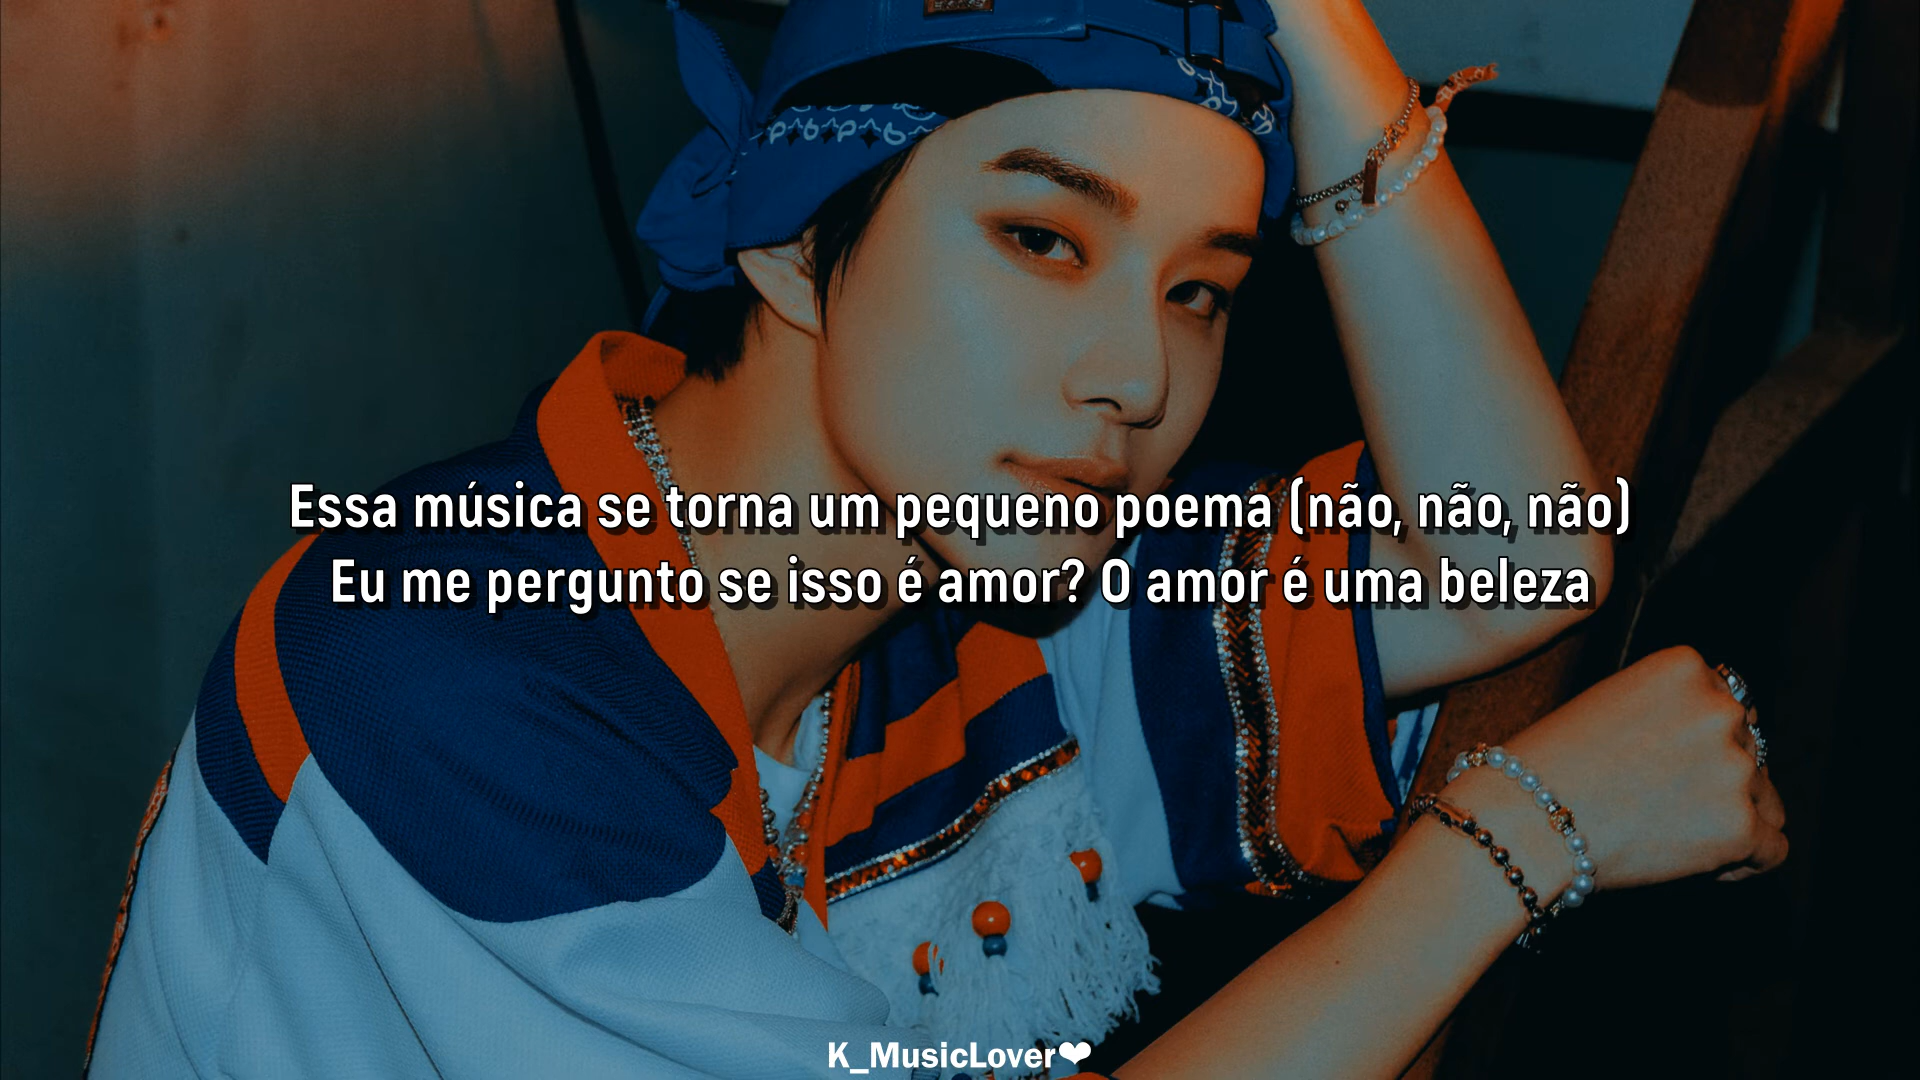 Essa música se torna um pequeno poema (não, não, não)
Eu me pergunto se isso é amor? O amor é uma beleza
K_MusicLover❤